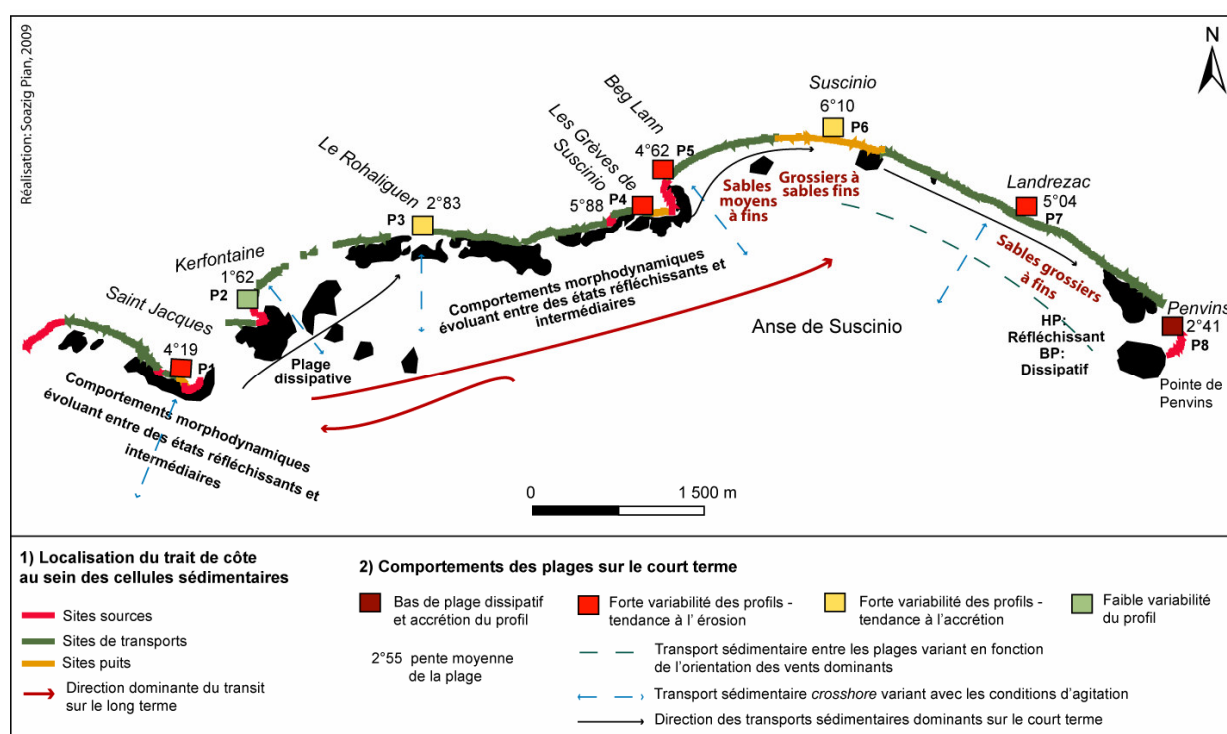 Réalisation: Soazig Pian, 2009
N
Suscinio
6°10
P6
Beg Lann
4°62
P5
Les Grèves de
Suscinio
5°88
P4
Le Rohaliguen
2°83
P3
Landrezac
5°04
P7
Sables
moyens
à fins
Grossiers à
sables fins
Kerfontaine
1°62
P2
Saint Jacques
4°19
P1
Plage
dissipative
Comportements morphodynamiques
évoluant entre des états réfléchissants et
intermédiaires
Comportements morphodynamiques
évoluant entre des états réfléchissants et
intermédiaires
Anse de Suscinio
Sables grossiers
à fins
HP:
Réfléchissant
BP:
Dissipatif
Penvins
2°41
P8
Pointe de
Penvins
0
1 500 m
1) Localisation du trait de côte
au sein des cellules sédimentaires
Sites sources
Sites de transports
Sites puits
Direction dominante du transit
sur le long terme
2) Comportements des plages sur le court terme
Bas de plage dissipatif
et accrétion du profil
Forte variabilité des profils -
tendance à l' érosion
Forte variabilité des profils -
tendance à l'accrétion
Faible variabilité
du profil
2°55 pente moyenne
de la plage
Transport sédimentaire entre les plages variant en fonction
de l'orientation des vents dominants
Transport sédimentaire crosshore variant avec les conditions d'agitation
Direction des transports sédimentaires dominants sur le court terme